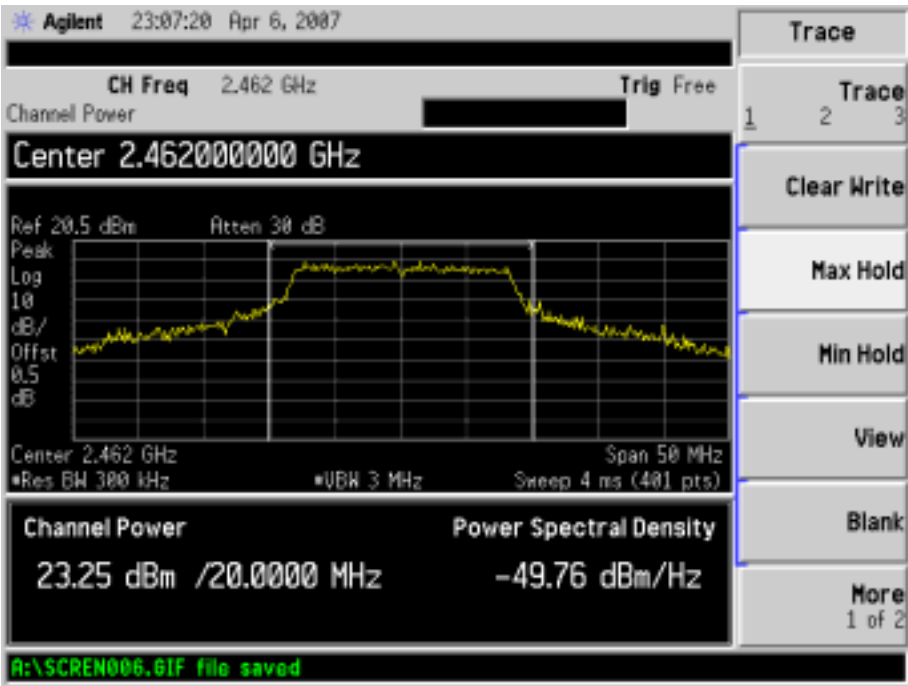 Agilent 23:07:20 Apr 6, 2007
CH Freq 2.462 GHz Trig Free
Channel Power
Center 2.462000000 GHz
Ref 20.5 dBm Atten 30 dB
Peak
Log
10
dB/
Offst
0.5
dB
Center 2.462 GHz Span 50 MHz
*Res BW 300 kHz *VBW 3 MHz Sweep 4 ms (401 pts)
Channel Power Power Spectral Density
23.25 dBm /20.0000 MHz -49.76 dBm/Hz
A:\SCREN006.GIF file saved
Trace
Trace
1 2 3
Clear Write
Max Hold
Min Hold
View
Blank
More
1 of 2